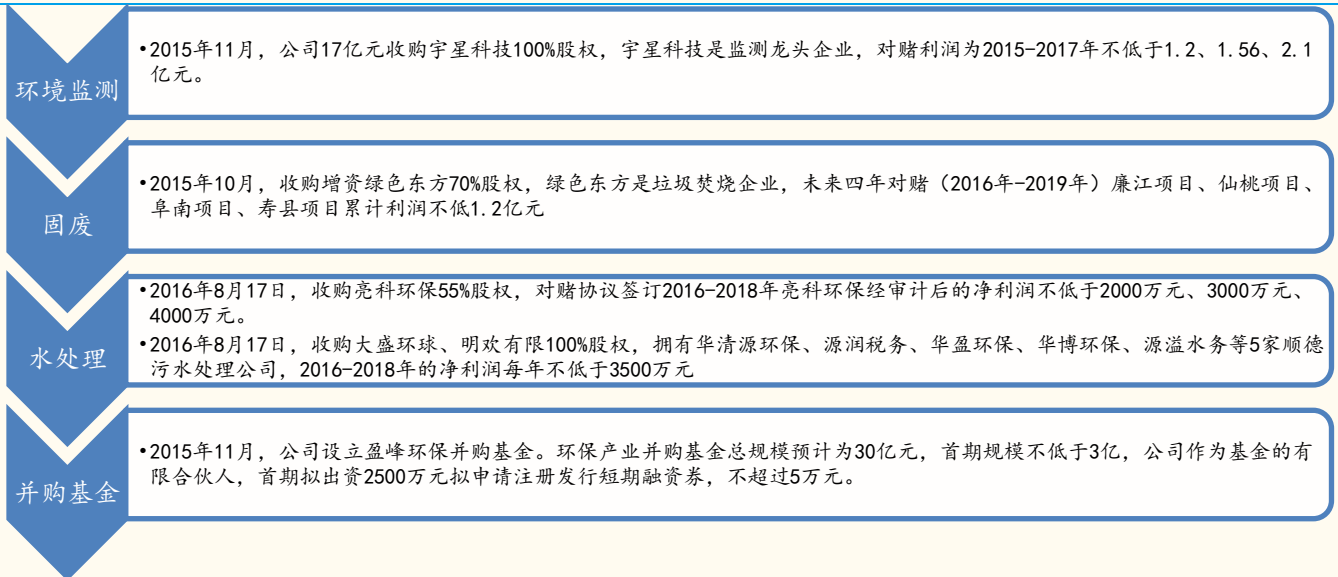 环境监测
•2015年11月，公司17亿元收购宇星科技100%股权，宇星科技是监测龙头企业，对赌利润为2015-2017年不低于1.2、1.56、2.1
亿元。
固废
•2015年10月，收购增资绿色东方70%股权，绿色东方是垃圾焚烧企业，未来四年对赌（2016年-2019年）廉江项目、仙桃项目、
阜南项目、寿县项目累计利润不低1.2亿元
水处理
•2016年8月17日，收购亮科环保55%股权，对赌协议签订2016-2018年亮科环保经审计后的净利润不低于2000万元、3000万元、
4000万元。
•2016年8月17日，收购大盛环球、明欢有限100%股权，拥有华清源环保、源润税务、华盈环保、华博环保、源溢水务等5家顺德
污水处理公司，2016-2018年的净利润每年不低于3500万元
并购基金
•2015年11月，公司设立盈峰环保并购基金。环保产业并购基金总规模预计为30亿元，首期规模不低于3亿，公司作为基金的有
限合伙人，首期拟出资2500万元拟申请注册发行短期融资券，不超过5万元。